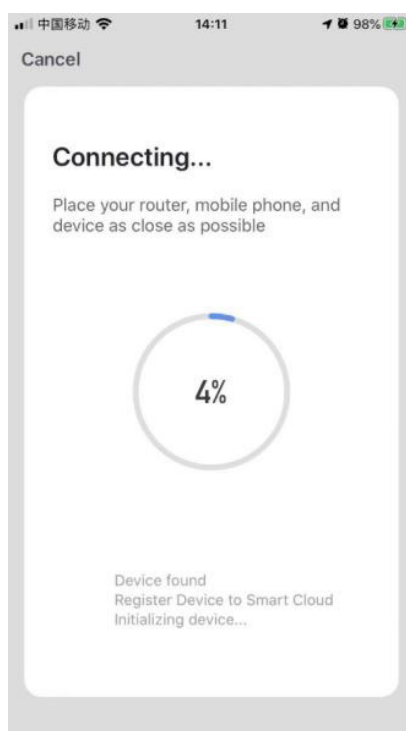 中国移动 14:11 98%
Cancel
Connecting...
Place your router, mobile phone, and
device as close as possible
4%
Device found
Register Device to Smart Cloud
Initializing device...